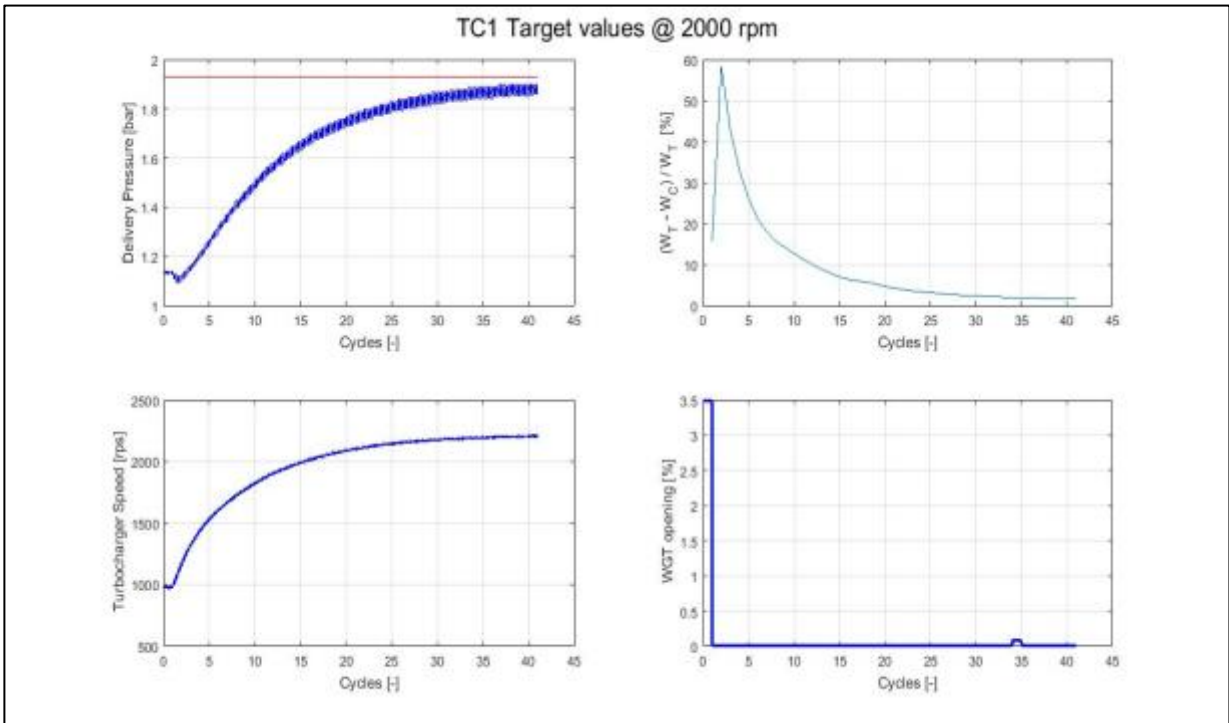 TC1 Target values @ 2000 rpm
Delivery Pressure [bar]
2
1.8
1.6
1.4
1.2
1
0 5 10 15 20 25 30 35 40 45
Cycles [-]
(W_T - W_C) / W_T [%]
60
50
40
30
20
10
0
0 5 10 15 20 25 30 35 40 45
Cycles [-]
Turbocharger Speed [rps]
2500
2000
1500
1000
500
0 5 10 15 20 25 30 35 40 45
Cycles [-]
WGT opening [%]
3.5
3
2.5
2
1.5
1
0.5
0
0 5 10 15 20 25 30 35 40 45
Cycles [-]